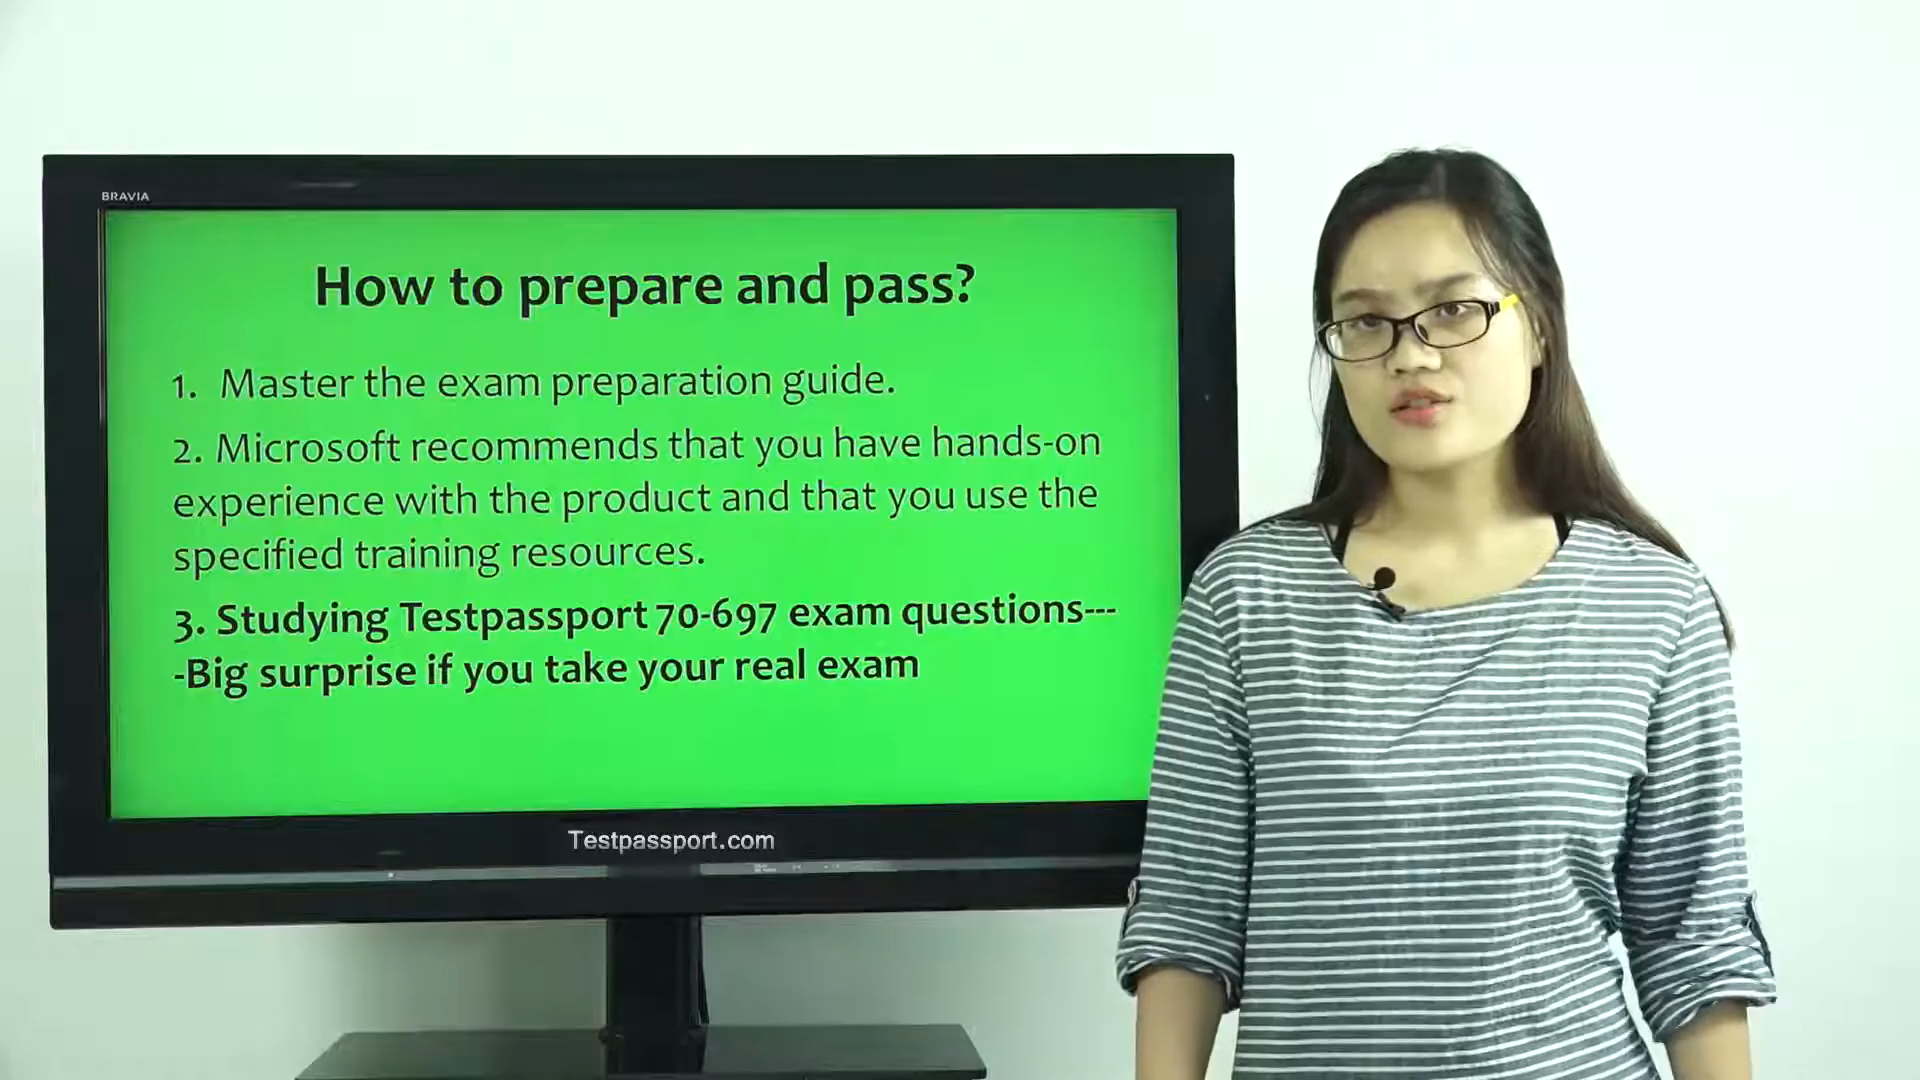 BRAVIA
How to prepare and pass?
1. Master the exam preparation guide.
2. Microsoft recommends that you have hands-on
experience with the product and that you use the
specified training resources.
3. Studying Testpassport 70-697 exam questions---
-Big surprise if you take your real exam
Testpassport.com